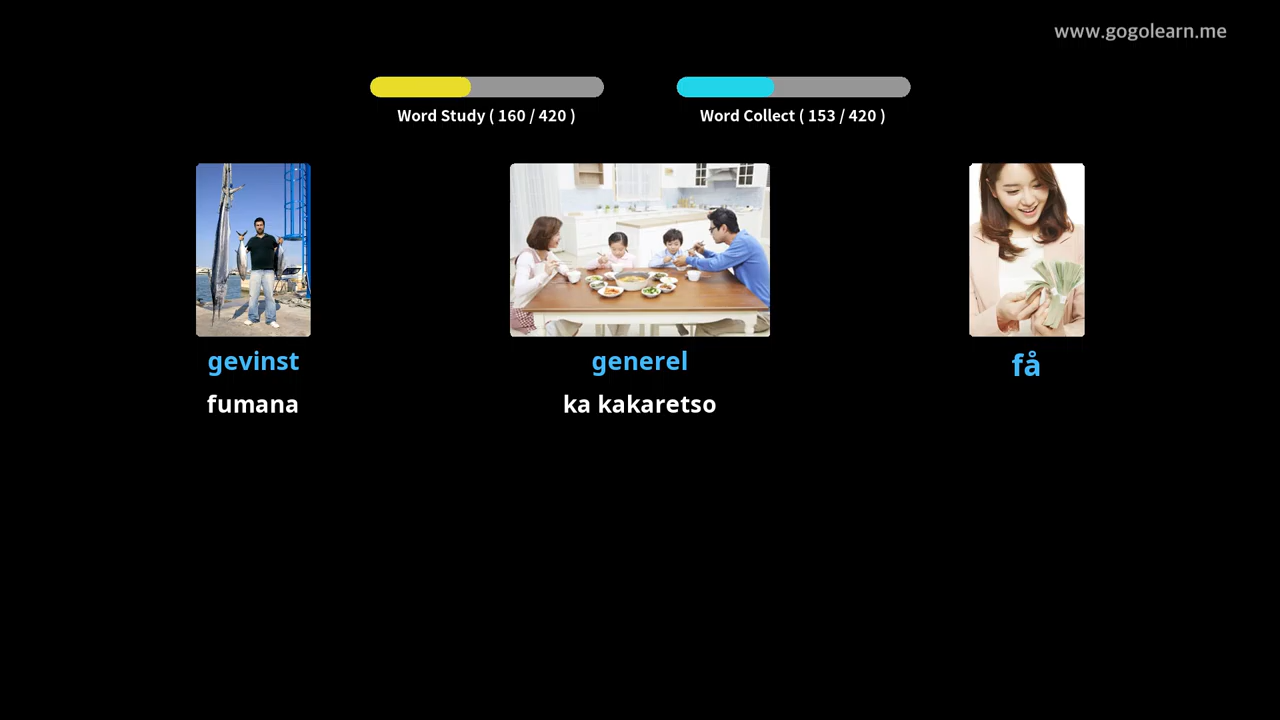 www.gogolearn.me
Word Study ( 160 / 420 )
Word Collect ( 153 / 420 )
gevinst
generel
få
fumana
ka kakaretso